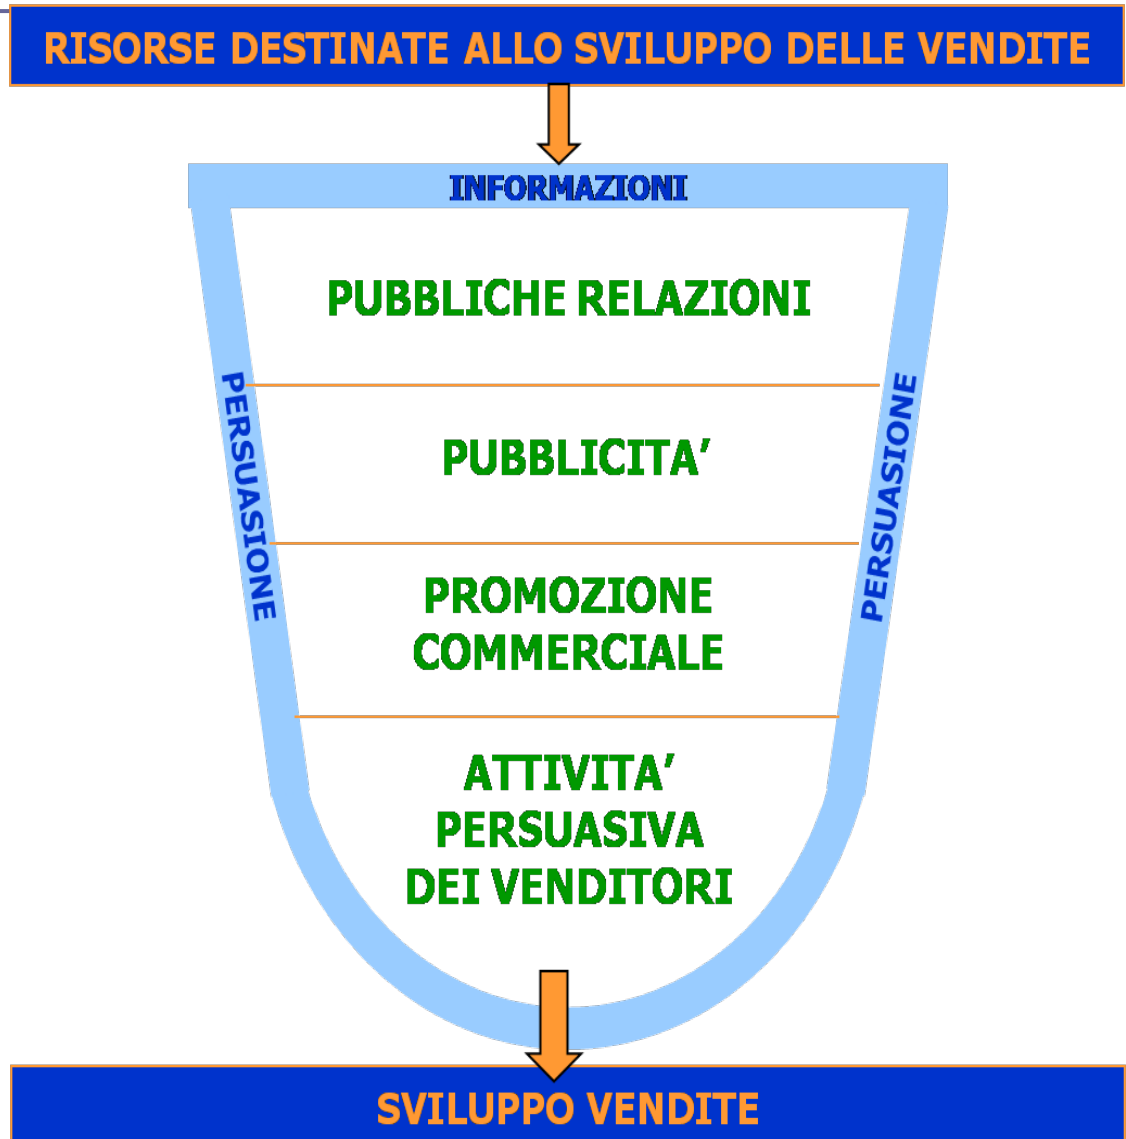 RISORSE DESTINATE ALLO SVILUPPO DELLE VENDITE
INFORMAZIONI
PUBBLICHE RELAZIONI
PERSUASIONE
PERSUASIONE
PUBBLICITA’
PROMOZIONE
COMMERCIALE
ATTIVITA’
PERSUASIVA
DEI VENDITORI
SVILUPPO VENDITE